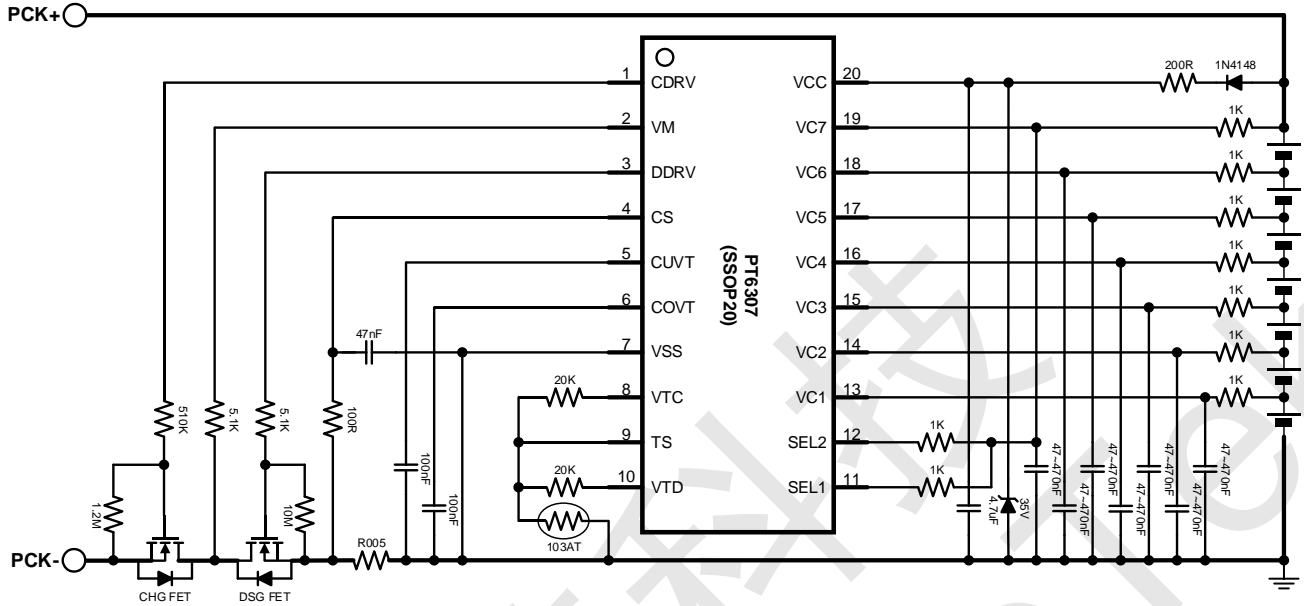 PCK+
1 CDRV
2 VM
3 DDRV
4 CS
5 CUVT
6 COVT
7 VSS
8 VTC
9 TS
10 VTD
PT6307
(SSOP20)
VCC 20
VC7 19
VC6 18
VC5 17
VC4 16
VC3 15
VC2 14
VC1 13
SEL2 12
SEL1 11
200R
1N4148
1K
1K
1K
1K
1K
1K
1K
1K
1K
47nF
20K
20K
103AT
510K
5.1K
5.1K
100R
100nF
100nF
1.2M
10M
4.7uF
35V
47~470nF
47~470nF
47~470nF
47~470nF
47~470nF
47~470nF
47~470nF
PCK-
R005
CHG FET
DSG FET
科技
Tek